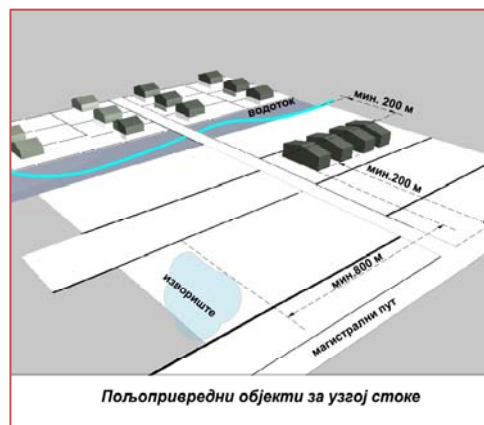 мин. 200 м
водоток
мин.200 м
мин.800 м
извориште
магистрални пут
Пољопривредни објекти за узгој стоке